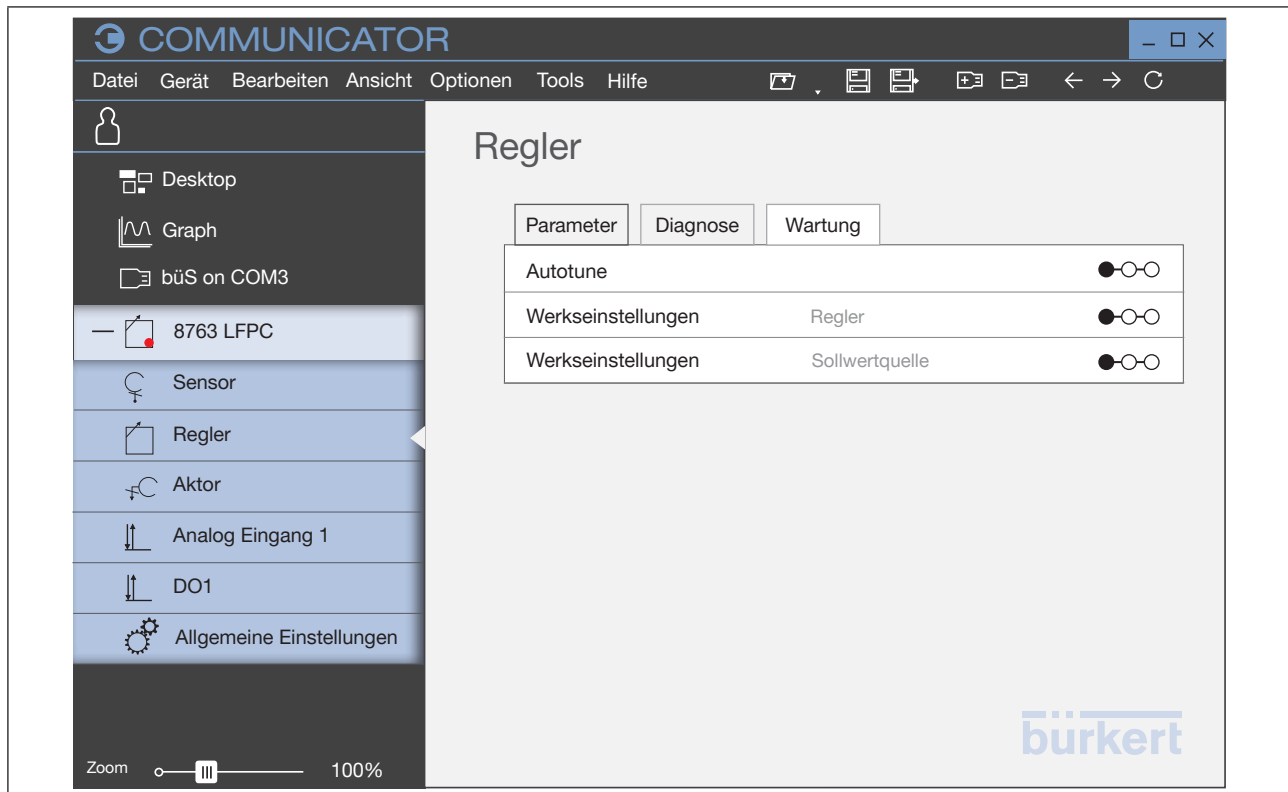 COMMUNICATOR
Datei Gerät Bearbeiten Ansicht Optionen Tools Hilfe
Desktop
Graph
büS on COM3
8763 LFPC
Sensor
Regler
Aktor
Analog Eingang 1
DO1
Allgemeine Einstellungen
Zoom 100%
Regler
Parameter Diagnose Wartung
Autotune
Werkseinstellungen Regler
Werkseinstellungen Sollwertquelle
bürkert